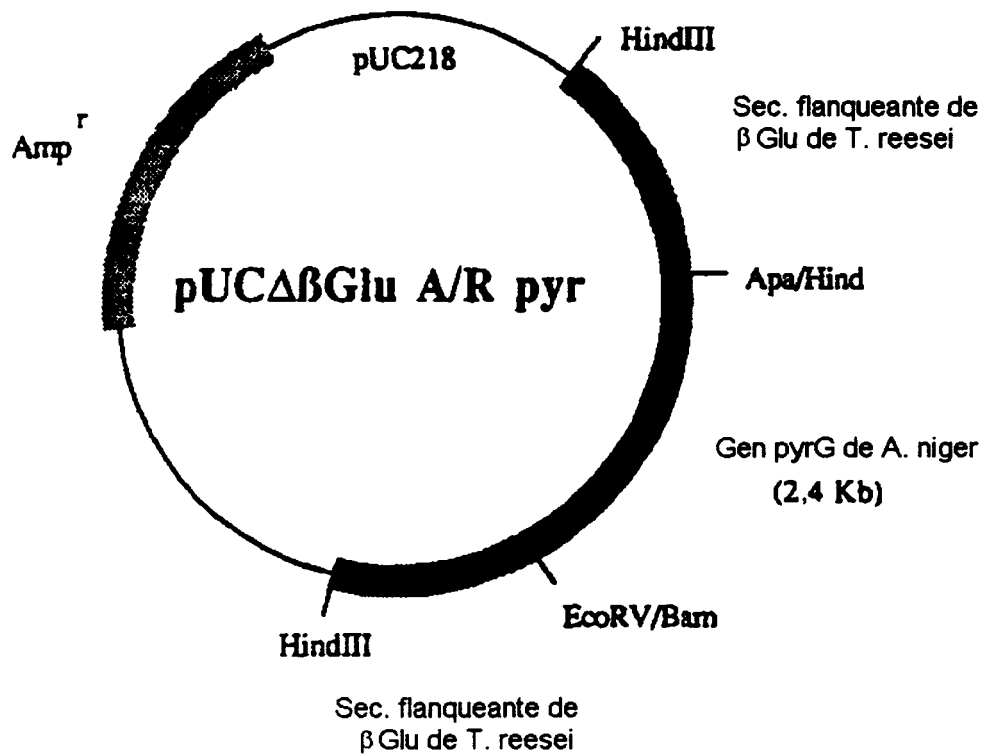 pUC218
HindIII
Sec. flanqueante de
β Glu de T. reesei
Amp r
pUCΔßGlu A/R pyr
Apa/Hind
Gen pyrG de A. niger
(2,4 Kb)
EcoRV/Bam
HindIII
Sec. flanqueante de
β Glu de T. reesei